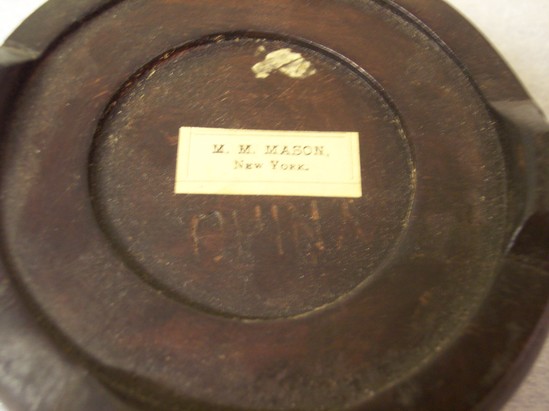 M. M. MASON,
NEW YORK.
CHINA